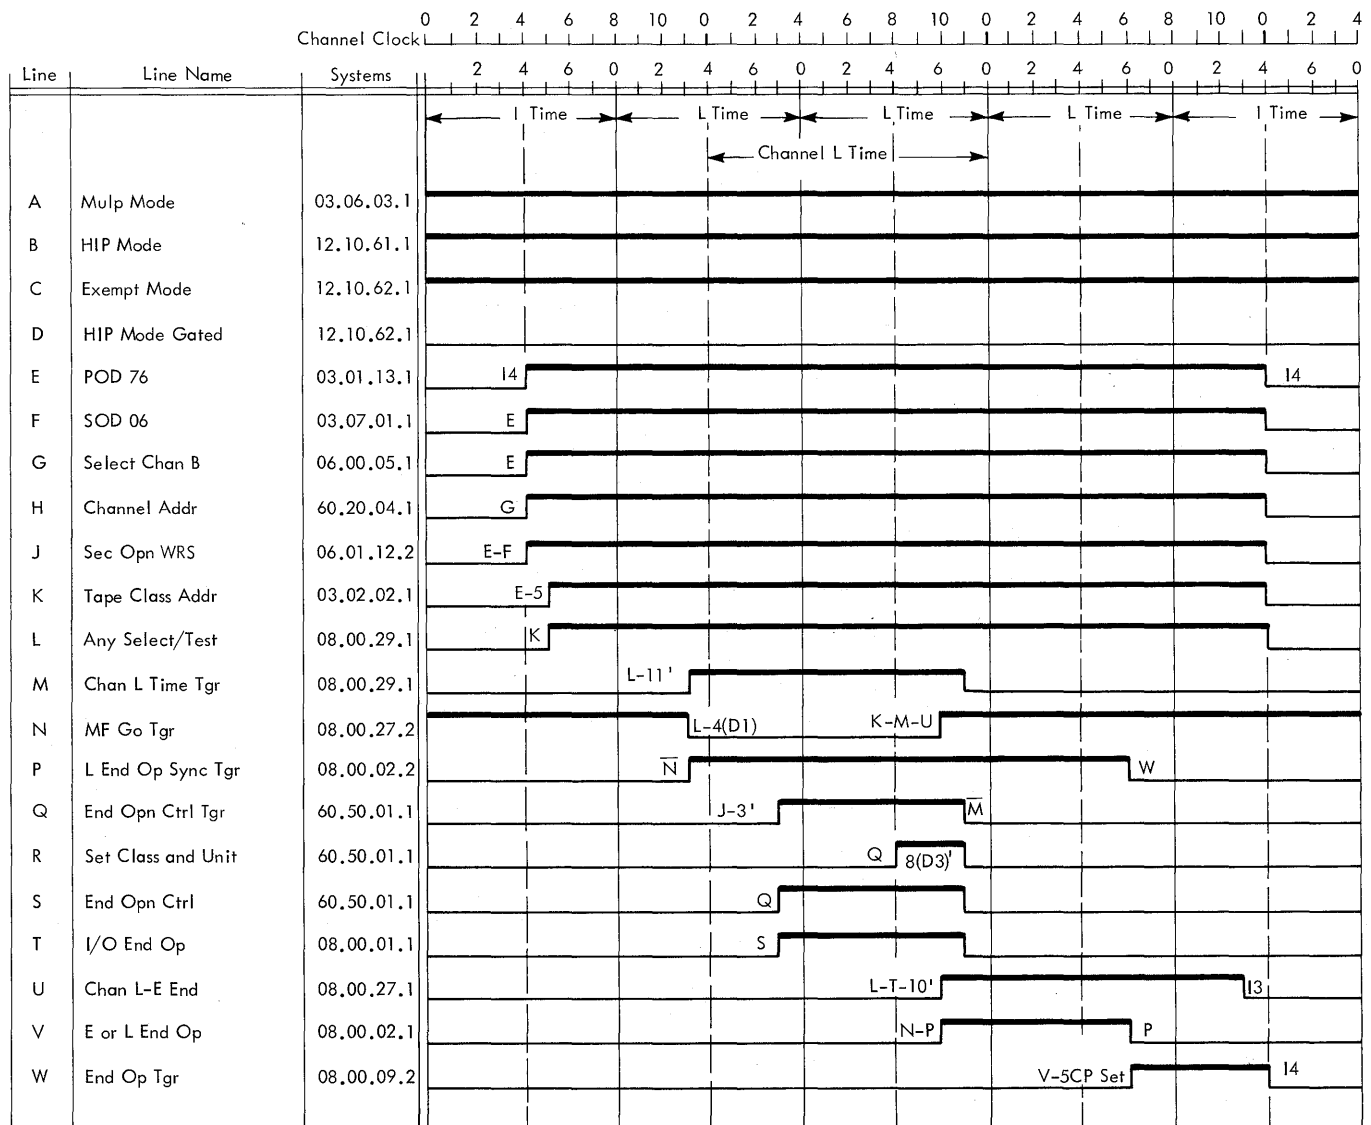 0 2 4 6 8 10 0 2 4 6 8 10 0 2 4 6 8 10 0 2 4
Channel Clock
Line Line Name Systems 2 4 6 0 2 4 6 0 2 4 6 0 2 4 6 0 2 4 6 0
I Time L Time L Time L Time I Time
Channel L Time
A Mulp Mode 03.06.03.1
B HIP Mode 12.10.61.1
C Exempt Mode 12.10.62.1
D HIP Mode Gated 12.10.62.1
E POD 76 03.01.13.1 I4 I4
F SOD 06 03.07.01.1 E
G Select Chan B 06.00.05.1 E
H Channel Addr 60.20.04.1 G
J Sec Opn WRS 06.01.12.2 E-F
K Tape Class Addr 03.02.02.1 E-5
L Any Select/Test 08.00.29.1 K
M Chan L Time Tgr 08.00.29.1 L-11'
N MF Go Tgr 08.00.27.2 L-4(D1) K-M-U
P L End Op Sync Tgr 08.00.02.2 N̅ W
Q End Opn Ctrl Tgr 60.50.01.1 J-3' M̅
R Set Class and Unit 60.50.01.1 Q 8(D3)'
S End Opn Ctrl 60.50.01.1 Q
T I/O End Op 08.00.01.1 S
U Chan L-E End 08.00.27.1 L-T-10' I3
V E or L End Op 08.00.02.1 N-P P
W End Op Tgr 08.00.09.2 V-5CP Set I4